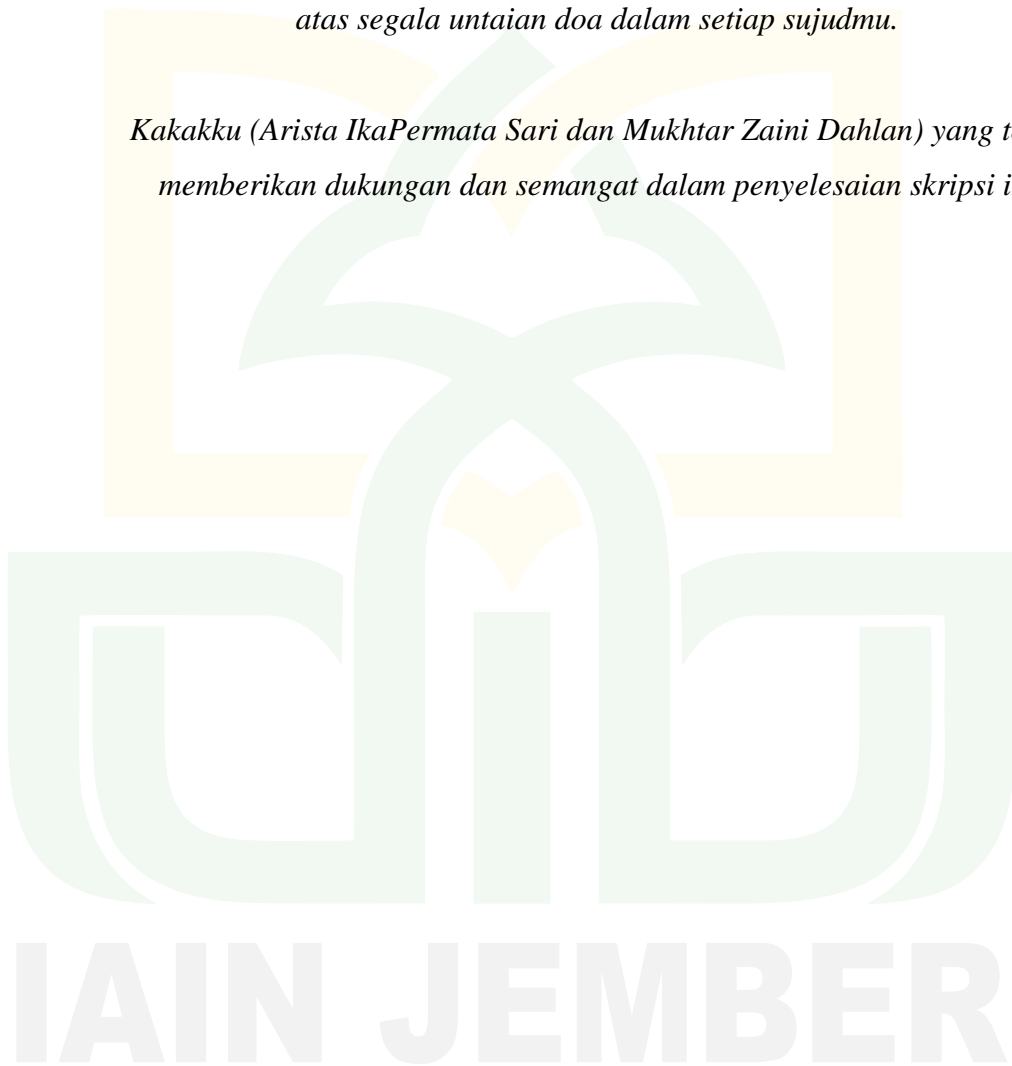 atas segala untaian doa dalam setiap sujudmu.
Kakakku (Arista IkaPermata Sari dan Mukhtar Zaini Dahlan) yang
memberikan dukungan dan semangat dalam penyelesaian skripsi
IAIN JEMBER